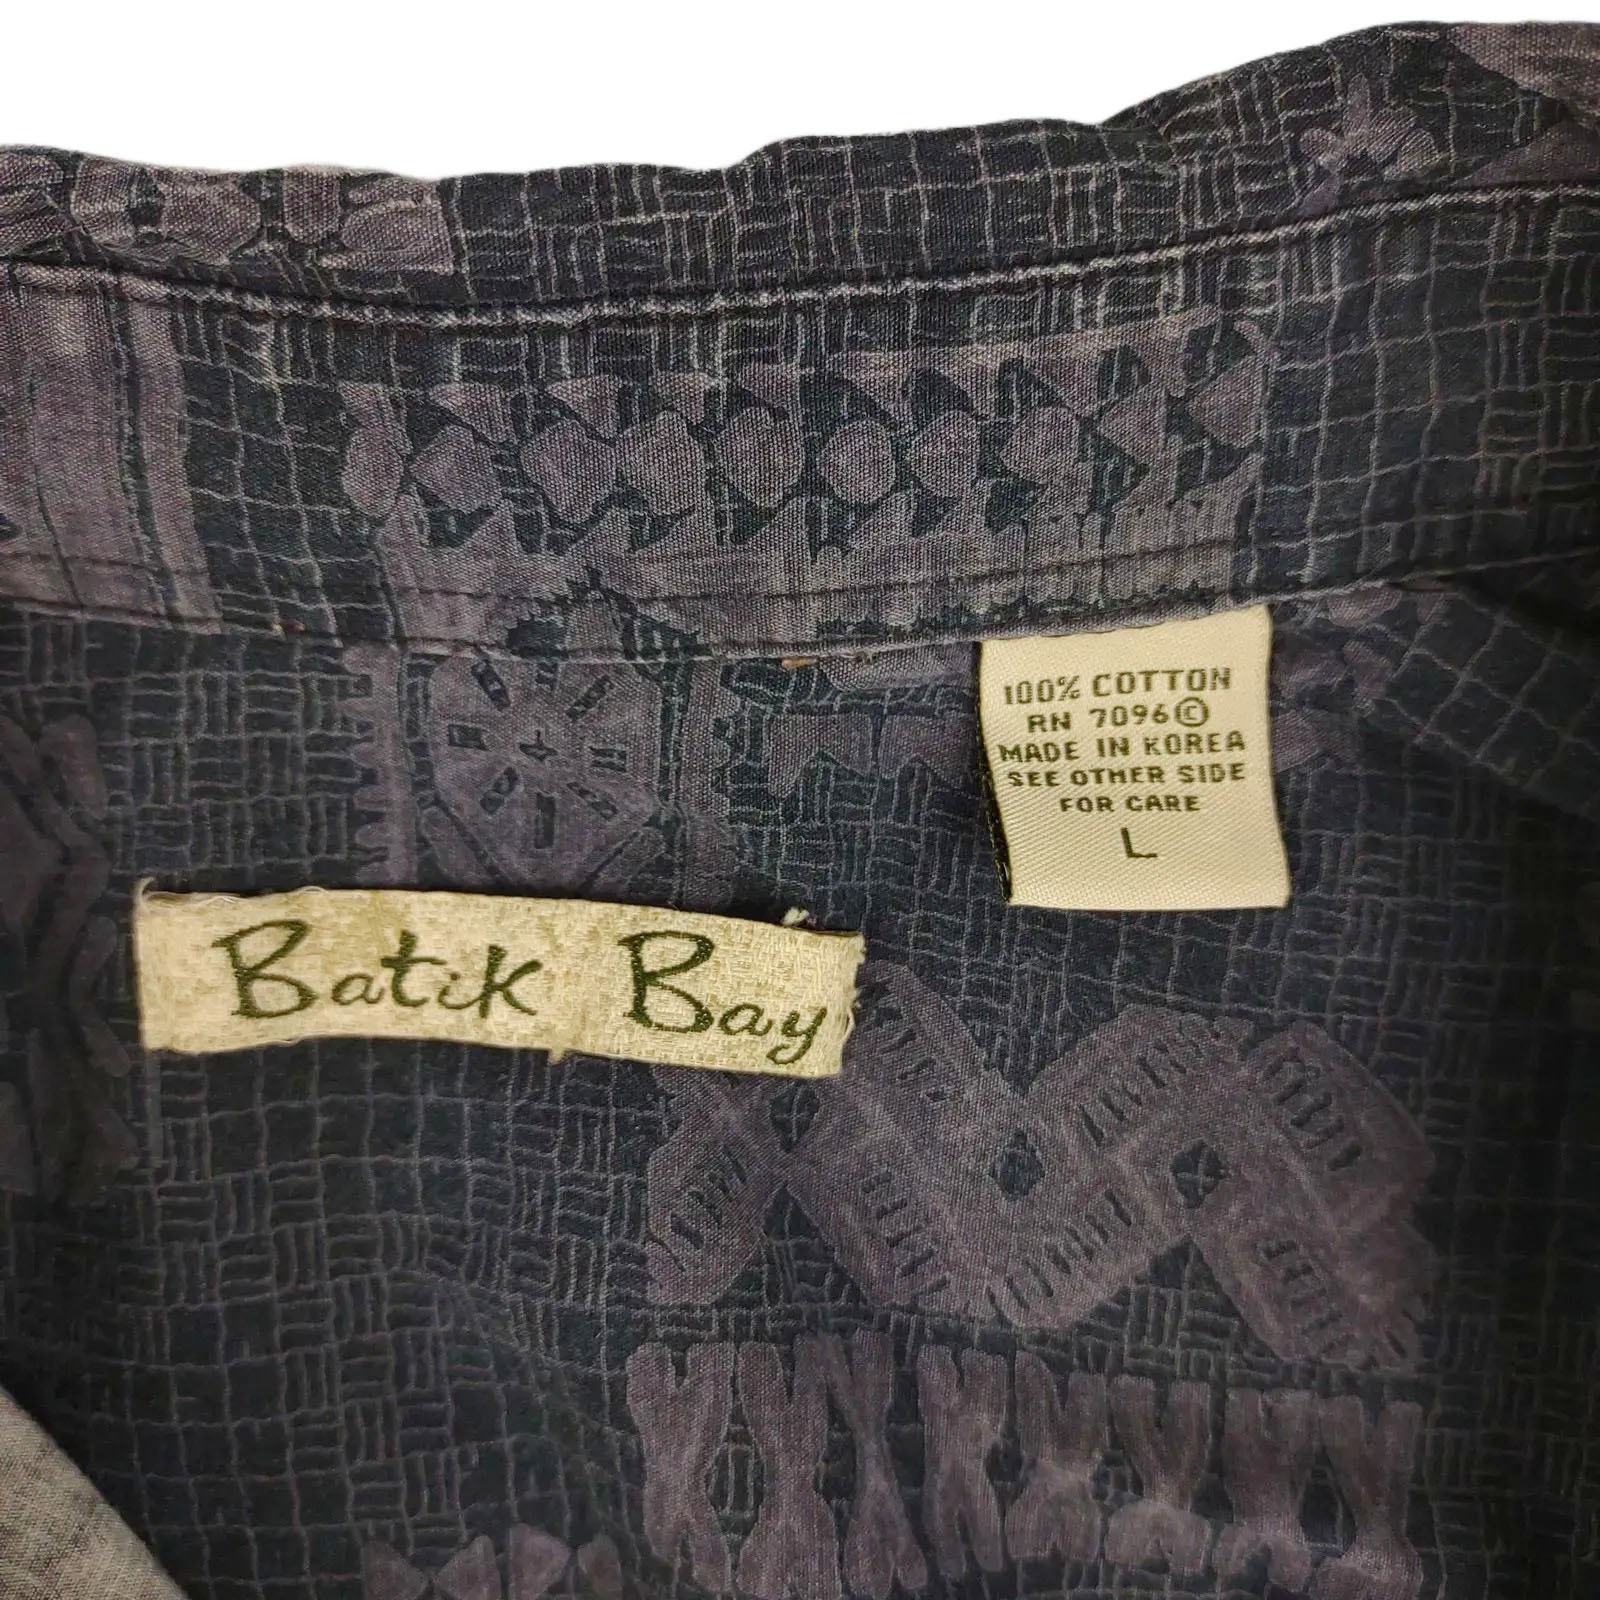 100% COTTON
RN 7096©
MADE IN KOREA
SEE OTHER SIDE
FOR CARE
L
Batik Bay